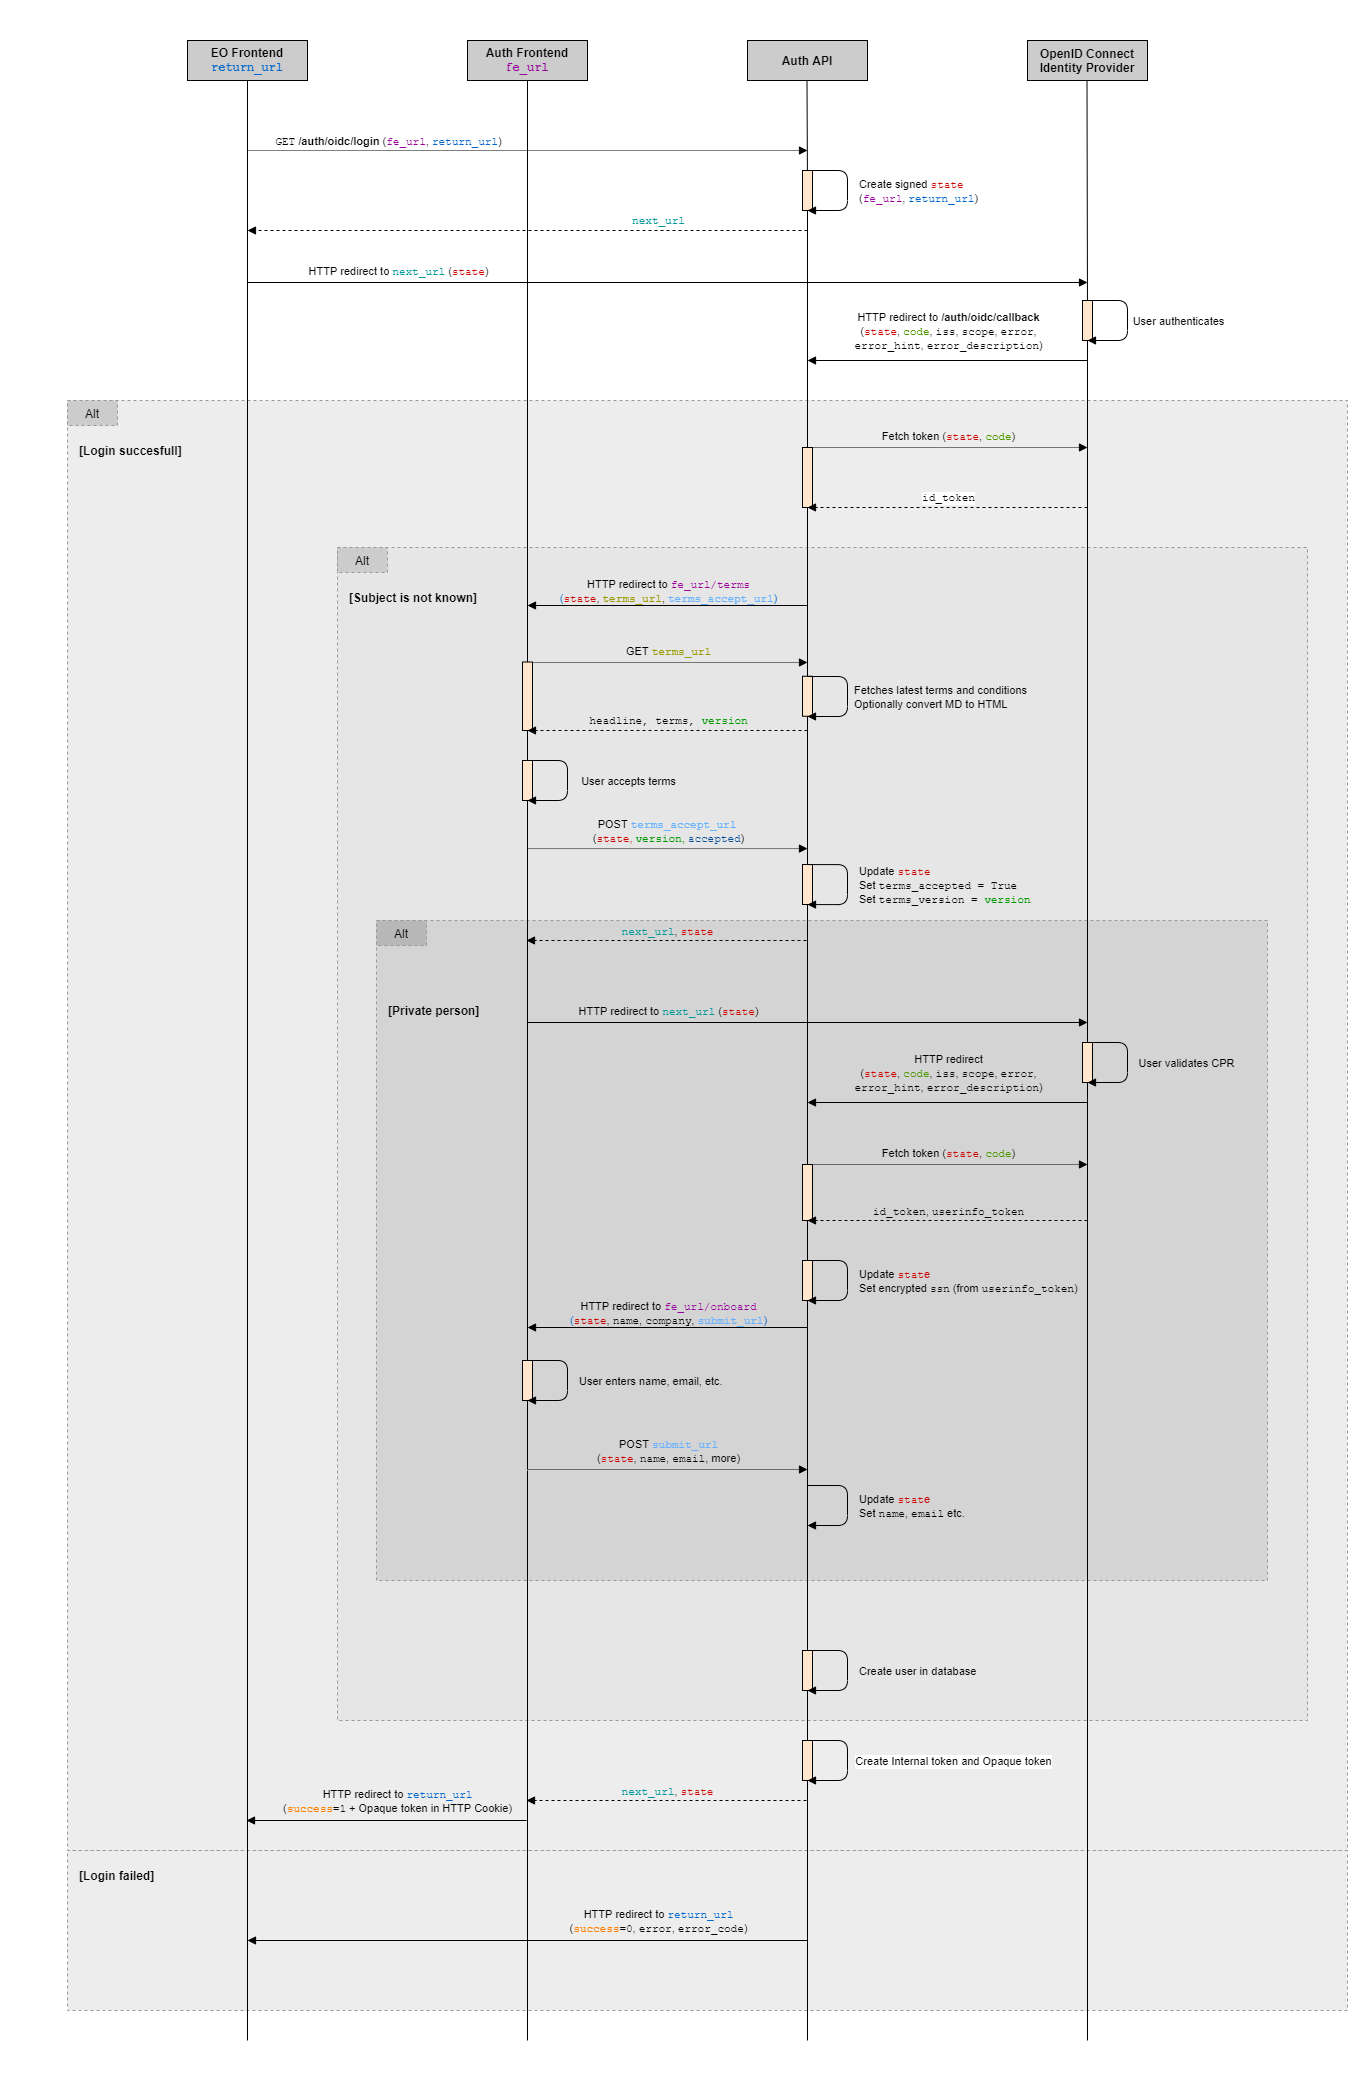 EO Frontend
return_url
Auth Frontend
fe_url
Auth API
OpenID Connect
Identity Provider
GET /auth/oidc/login (fe_url, return_url)
Create signed state
(fe_url, return_url)
next_url
HTTP redirect to next_url (state)
User authenticates
HTTP redirect to /auth/oidc/callback
(state, code, iss, scope, error,
error_hint, error_description)
Alt
[Login succesfull]
Fetch token (state, code)
id_token
Alt
[Subject is not known]
HTTP redirect to fe_url/terms
(state, terms_url, terms_accept_url)
GET terms_url
Fetches latest terms and conditions
Optionally convert MD to HTML
headline, terms, version
User accepts terms
POST terms_accept_url
(state, version, accepted)
Update state
Set terms_accepted = True
Set terms_version = version
Alt
next_url, state
[Private person]
HTTP redirect to next_url (state)
User validates CPR
HTTP redirect
(state, code, iss, scope, error,
error_hint, error_description)
Fetch token (state, code)
id_token, userinfo_token
Update state
Set encrypted ssn (from userinfo_token)
HTTP redirect to fe_url/onboard
(state, name, company, submit_url)
User enters name, email, etc.
POST submit_url
(state, name, email, more)
Update state
Set name, email etc.
Create user in database
Create Internal token and Opaque token
next_url, state
HTTP redirect to return_url
(success=1 + Opaque token in HTTP Cookie)
[Login failed]
HTTP redirect to return_url
(success=0, error, error_code)